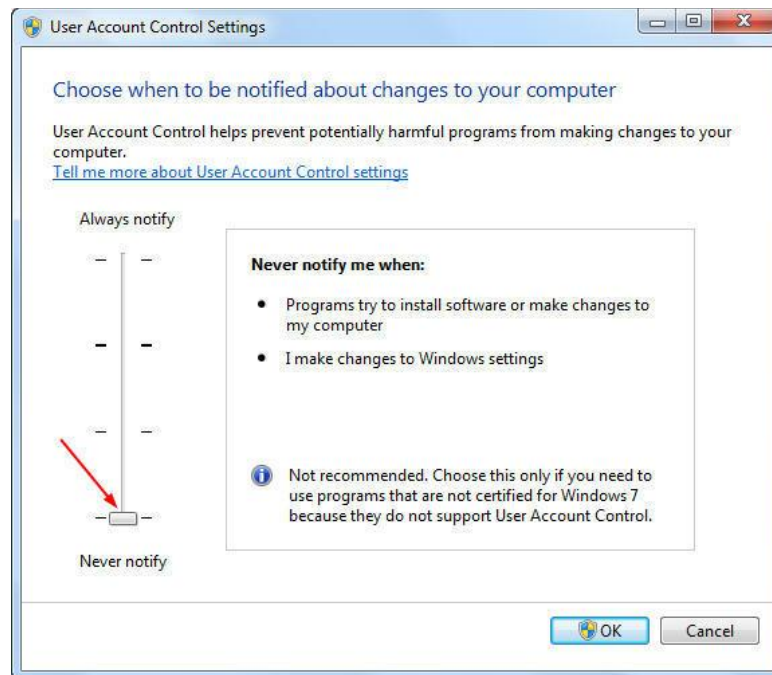 User Account Control Settings
Choose when to be notified about changes to your computer
User Account Control helps prevent potentially harmful programs from making changes to your
computer.
Tell me more about User Account Control settings
Always notify
Never notify me when:
• Programs try to install software or make changes to
my computer
• I make changes to Windows settings
Not recommended. Choose this only if you need to
use programs that are not certified for Windows 7
because they do not support User Account Control.
Never notify
OK
Cancel